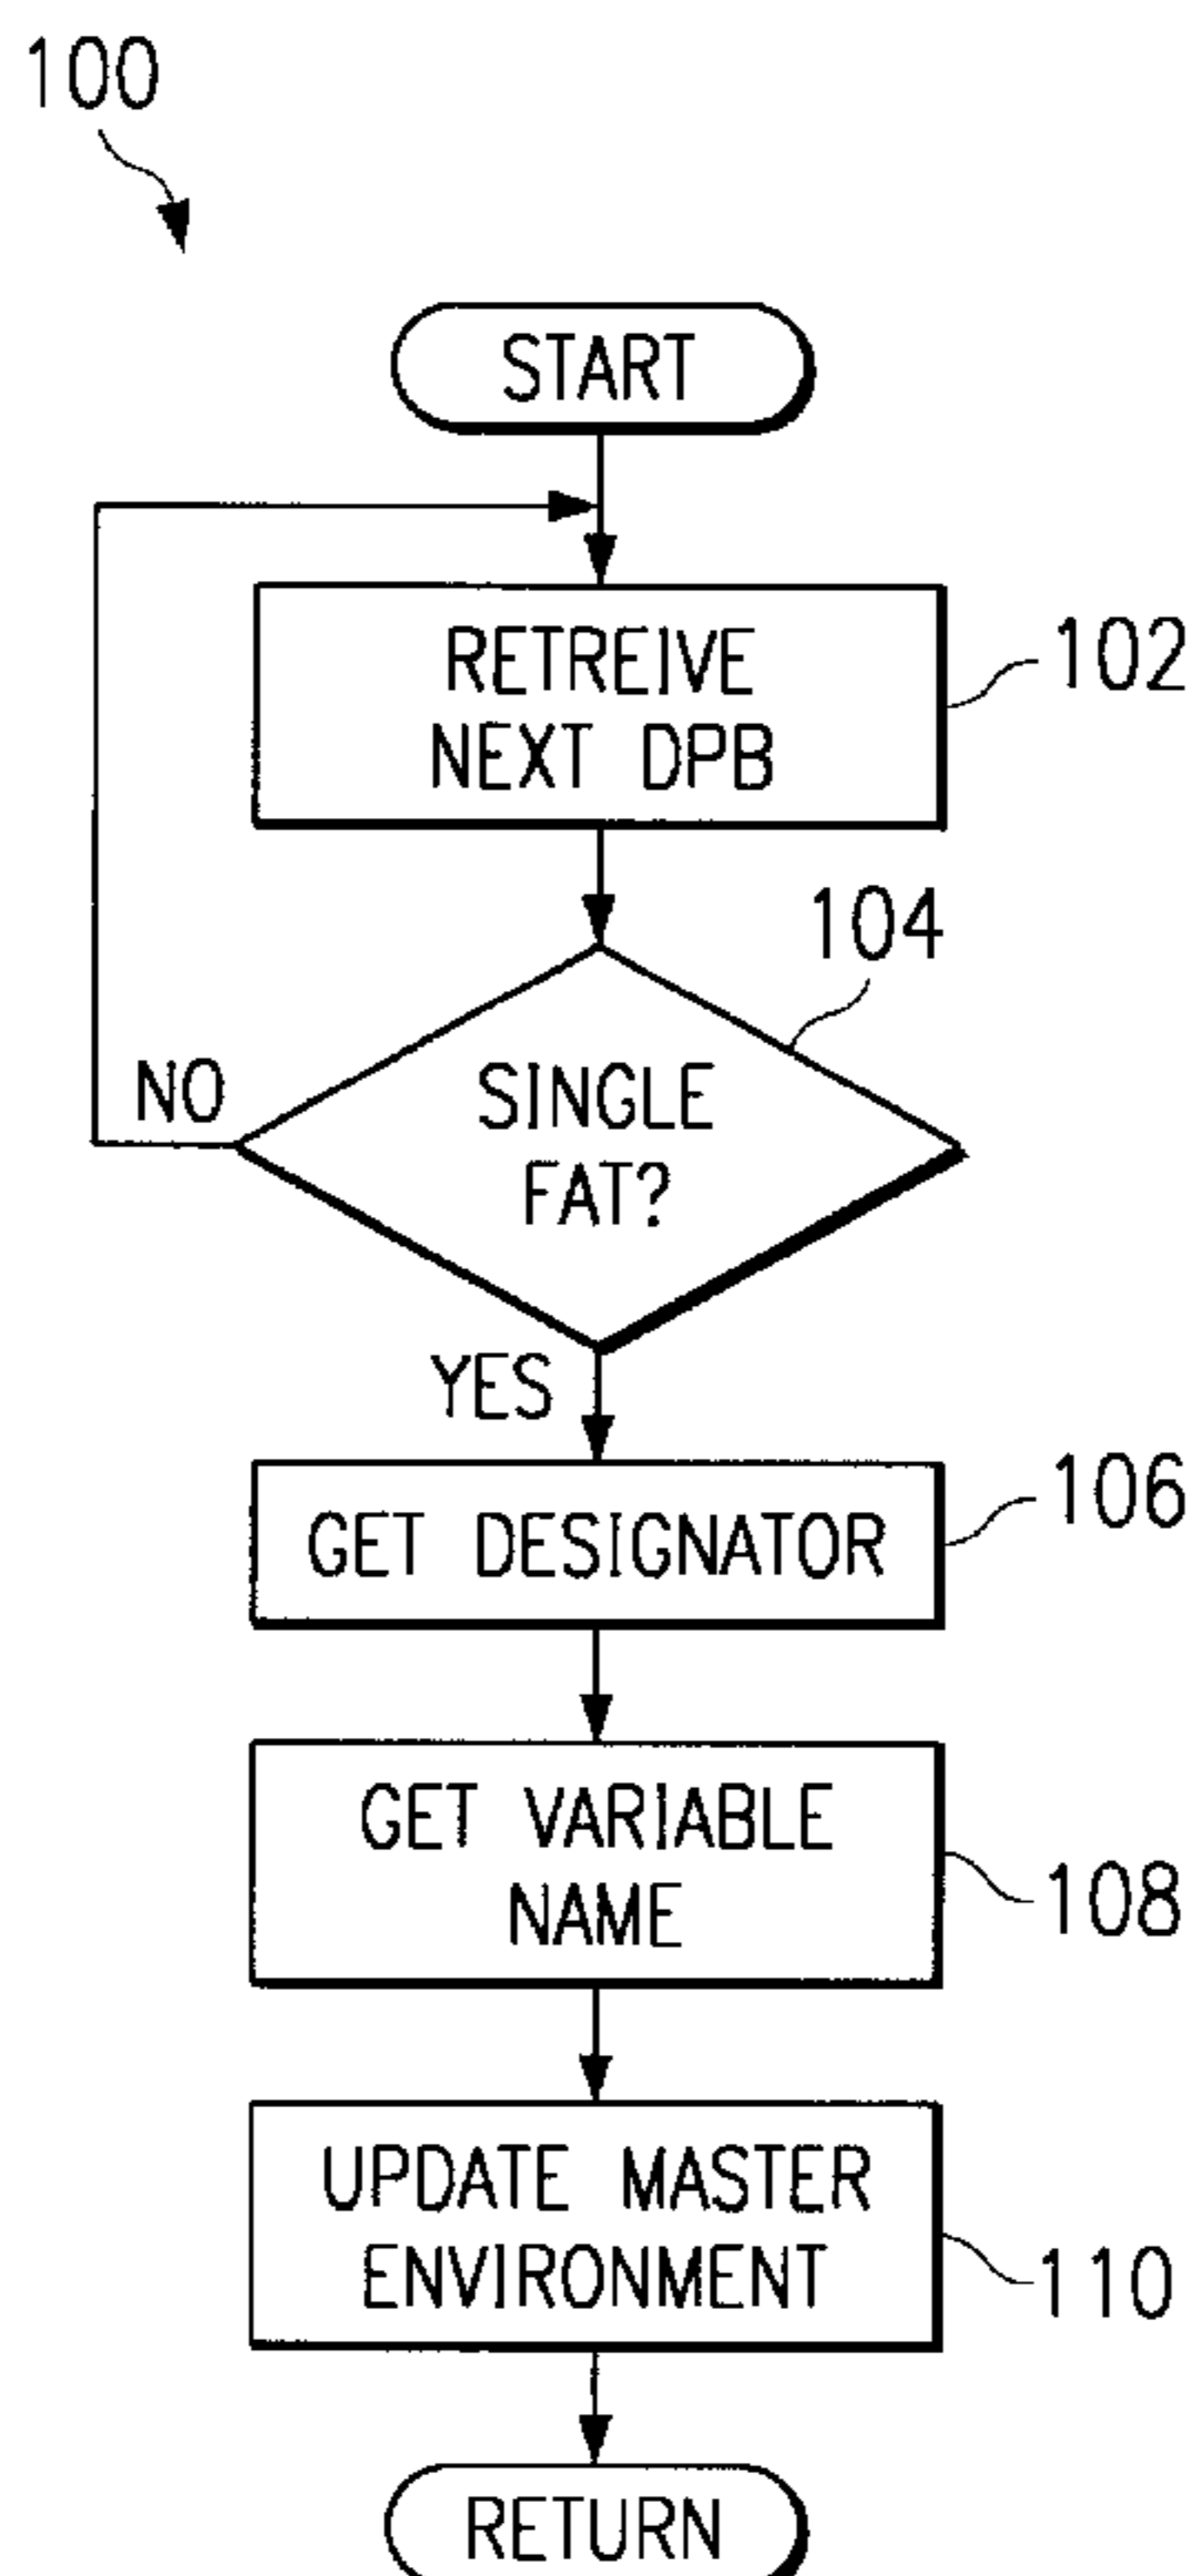 100
START
RETREIVE
NEXT DPB
102
104
SINGLE
FAT?
NO
YES
GET DESIGNATOR
106
GET VARIABLE
NAME
108
UPDATE MASTER
ENVIRONMENT
110
RETURN